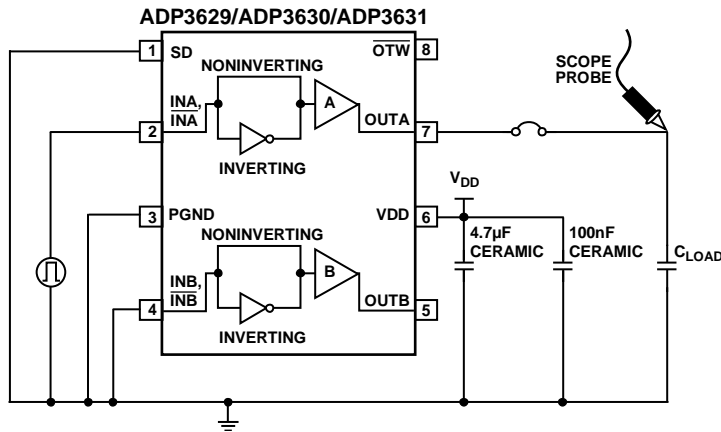 ADP3629/ADP3630/ADP3631
1
SD
OTW
8
NONINVERTING
SCOPE
PROBE
INA,
INA
A
OUTA
2
7
INVERTING
VDD
3
PGND
VDD
6
NONINVERTING
4.7µF
CERAMIC
100nF
CERAMIC
CLOAD
INB,
INB
B
OUTB
4
5
INVERTING